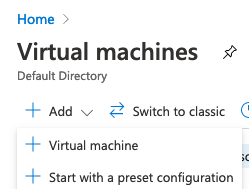 Home
Virtual machines
Default Directory
Add Switch to classic
Virtual machine
Start with a preset configuration